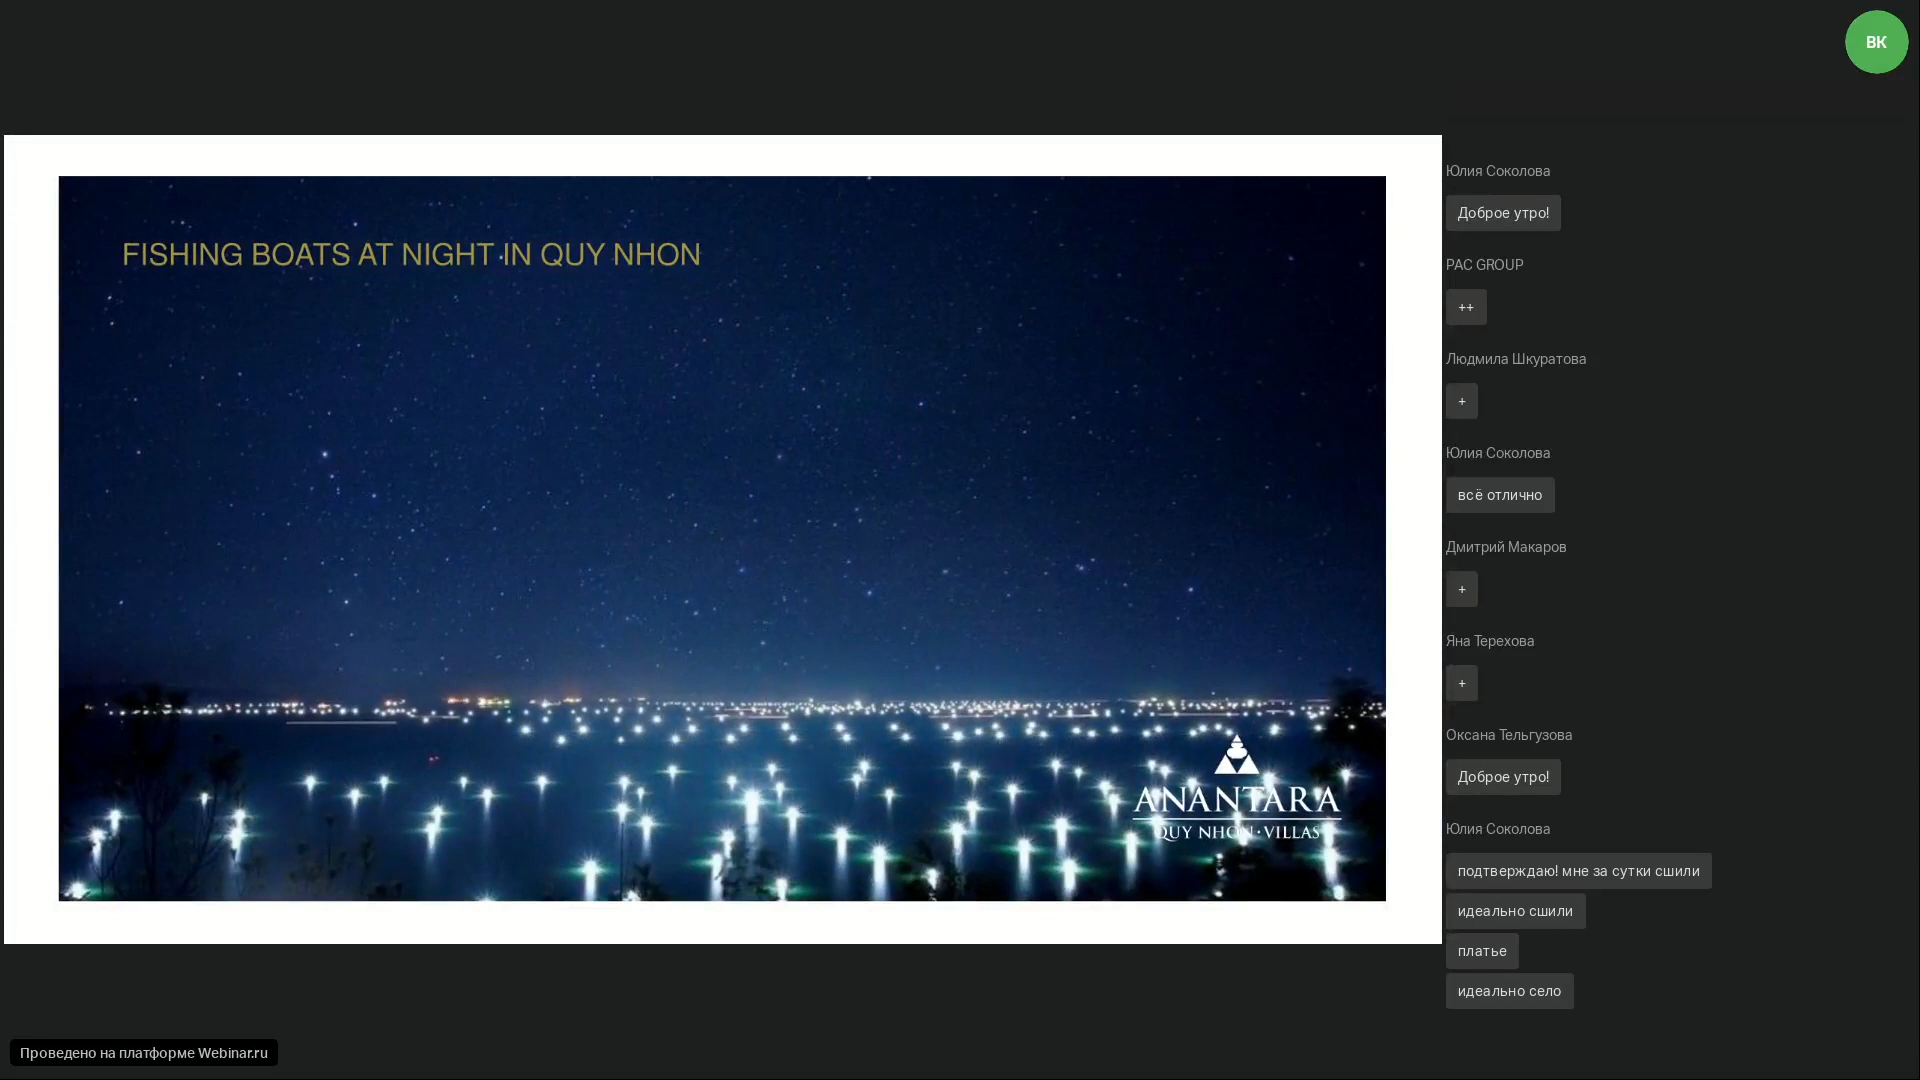 ВК
FISHING BOATS AT NIGHT IN QUY NHON
ANANTARA
QUY NHON · VILLAS
Юлия Соколова
Доброе утро!
PAC GROUP
++
Людмила Шкуратова
+
Юлия Соколова
всё отлично
Дмитрий Макаров
+
Яна Терехова
+
Оксана Тельгузова
Доброе утро!
Юлия Соколова
подтверждаю! мне за сутки сшили
идеально сшили
платье
идеально село
Проведено на платформе Webinar.ru